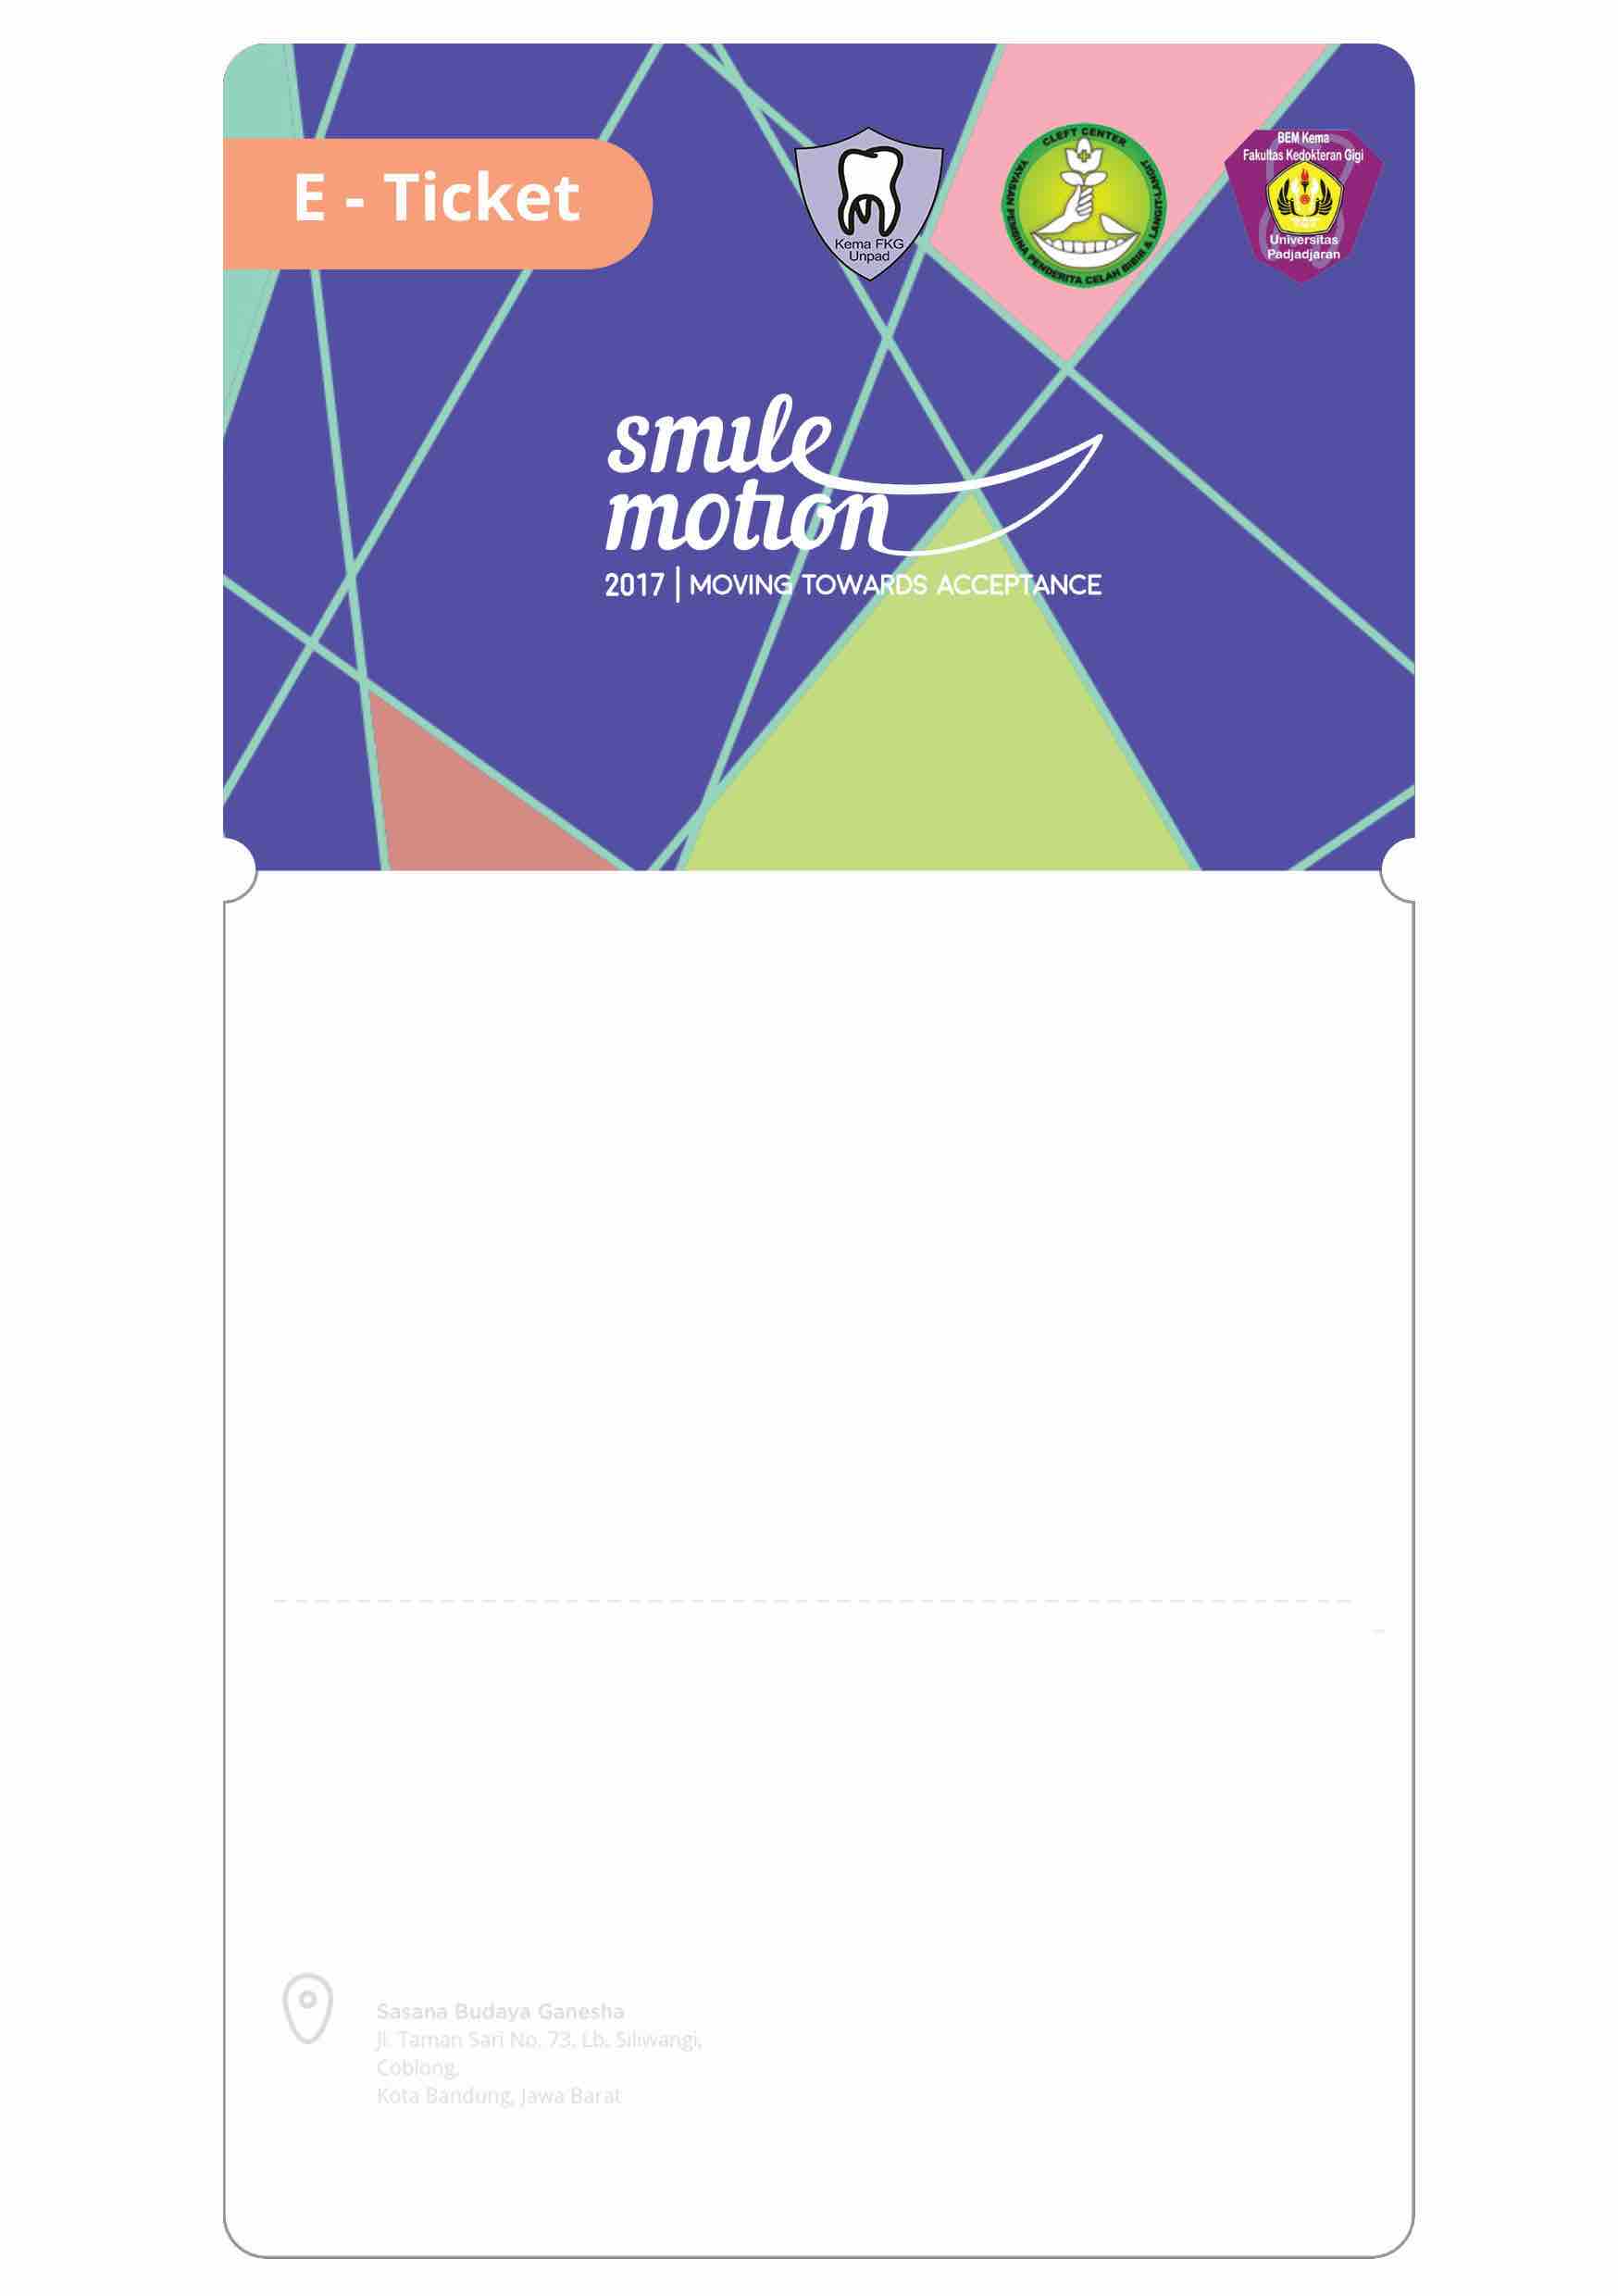 E - Ticket
Kema FKG
Unpad
CLEFT CENTER
YAYASAN PEMBINA PENDERITA CELAH BIBIR & LANGIT-LANGIT
BEM Kema
Fakultas Kedokteran Gigi
Universitas
Padjadjaran
smile
motion
2017 | MOVING TOWARDS ACCEPTANCE
Sasana Budaya Ganesha
Jl. Taman Sari No. 73, Lb. Siliwangi,
Coblong,
Kota Bandung, Jawa Barat